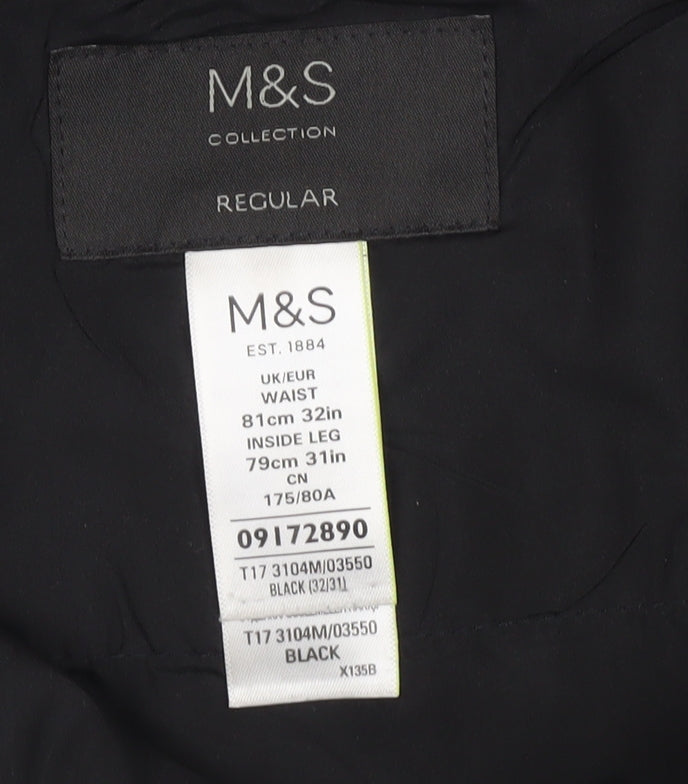 M&S
COLLECTION
REGULAR
M&S
EST. 1884
UK/EUR
WAIST
81cm 32in
INSIDE LEG
79cm 31in
CN
175/80A
09172890
T17 3104M/03550
BLACK (32/31)
T17 3104M/03550
BLACK
X135B